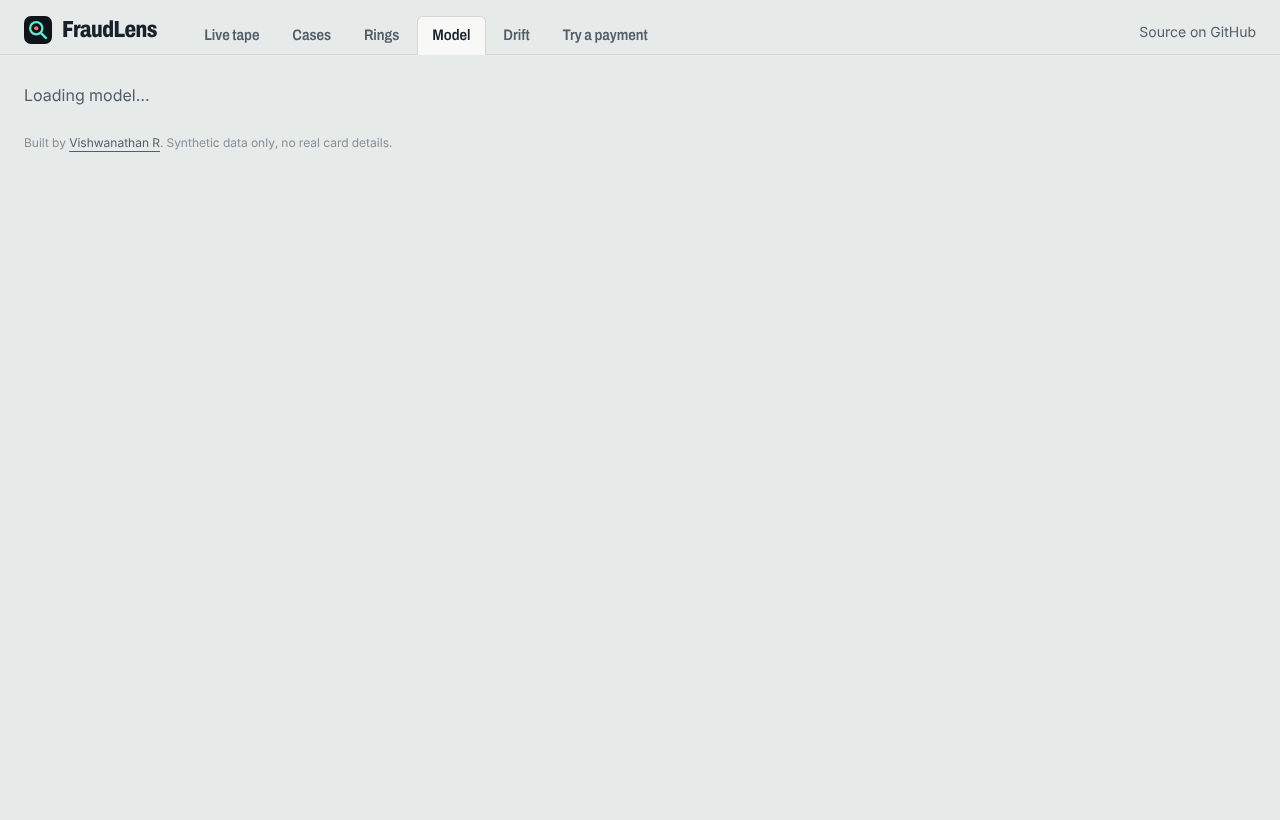 FraudLens
Live tape
Cases
Rings
Model
Drift
Try a payment
Source on GitHub
Loading model…
Built by Vishwanathan R. Synthetic data only, no real card details.